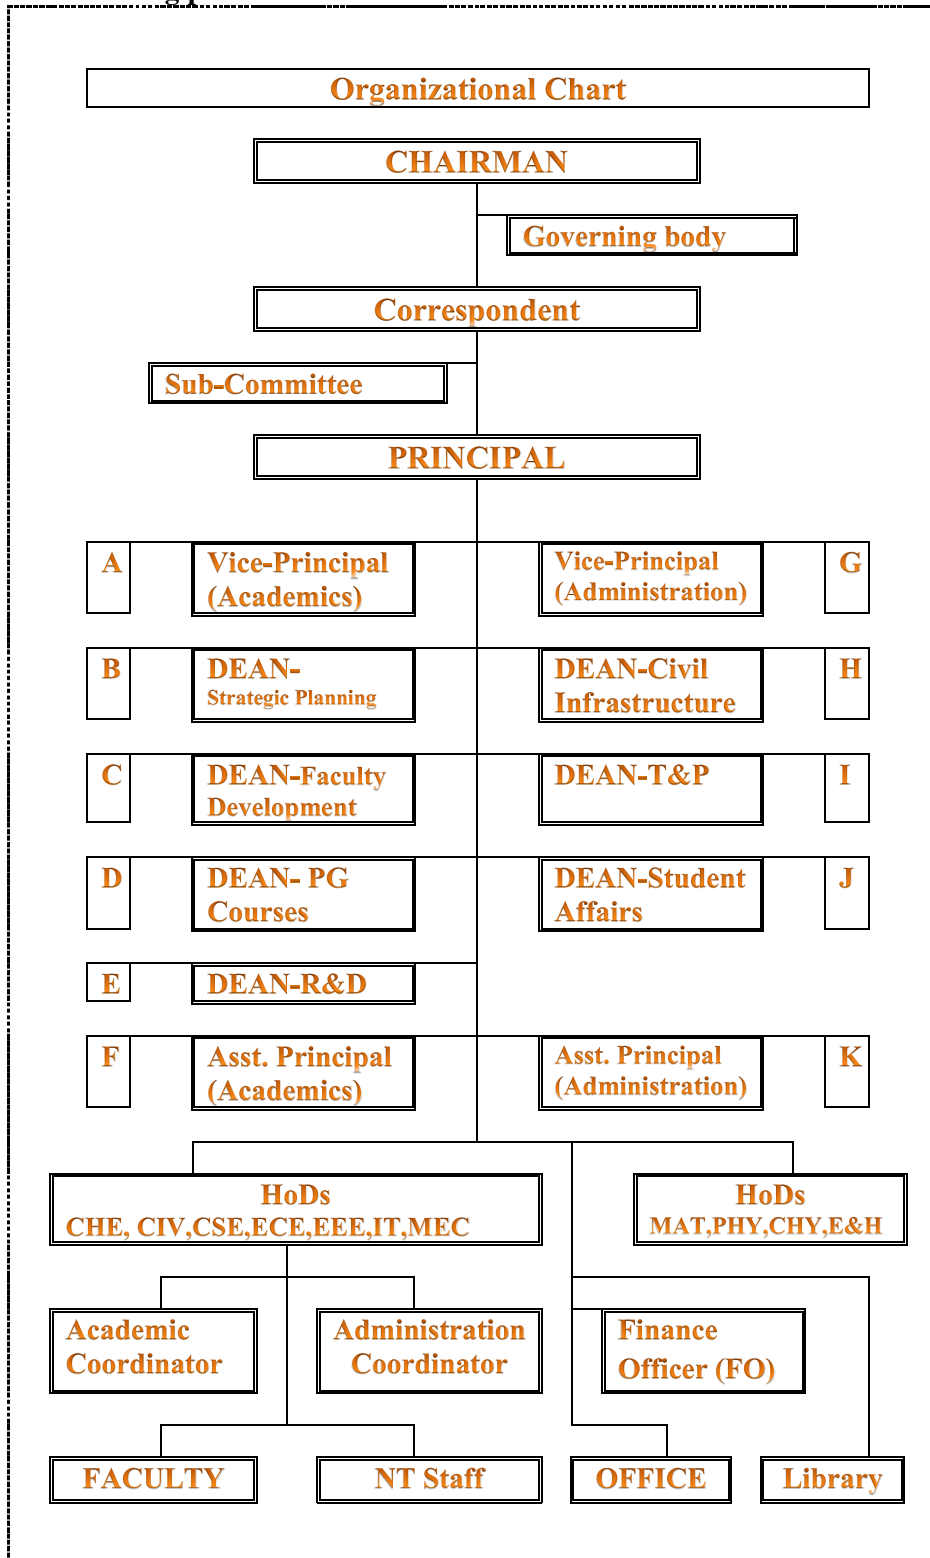 Organizational Chart
CHAIRMAN
Governing body
Correspondent
Sub-Committee
PRINCIPAL
A
Vice-Principal
(Academics)
Vice-Principal
(Administration)
G
B
DEAN-
Strategic Planning
DEAN-Civil
Infrastructure
H
C
DEAN-Faculty
Development
DEAN-T&P
I
D
DEAN- PG
Courses
DEAN-Student
Affairs
J
E
DEAN-R&D
F
Asst. Principal
(Academics)
Asst. Principal
(Administration)
K
HoDs
CHE, CIV,CSE,ECE,EEE,IT,MEC
HoDs
MAT,PHY,CHY,E&H
Academic
Coordinator
Administration
Coordinator
Finance
Officer (FO)
FACULTY
NT Staff
OFFICE
Library